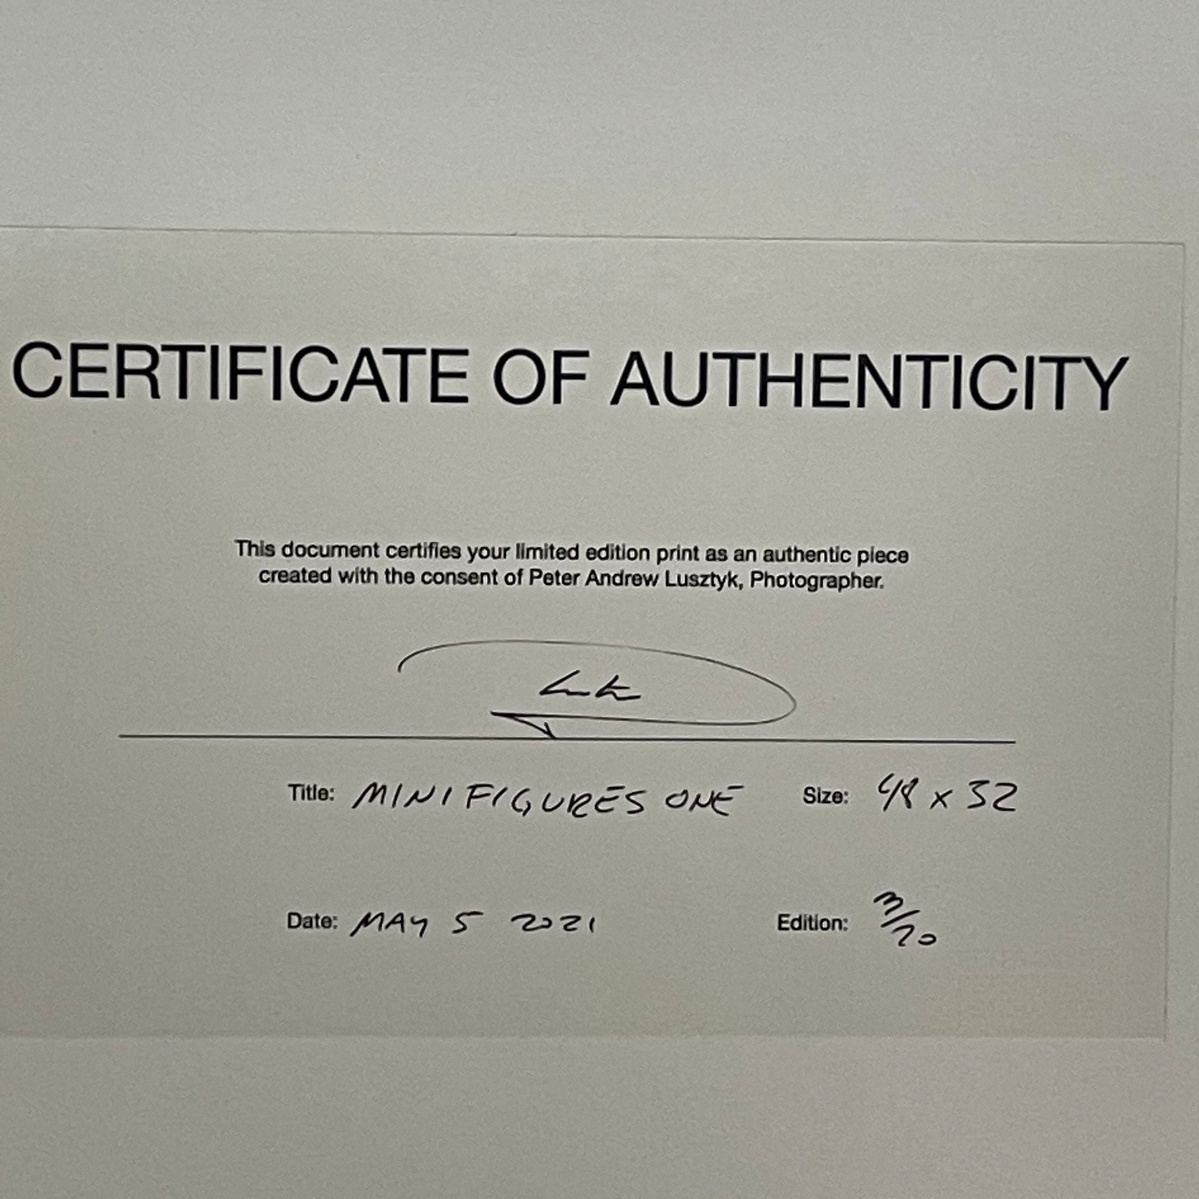 CERTIFICATE OF AUTHENTICITY
This document certifies your limited edition print as an authentic piece
created with the consent of Peter Andrew Lusztyk, Photographer.
Title: MINIFIGURES ONE Size: 48 x 32
Date: MAY 5 2021 Edition: 3/20